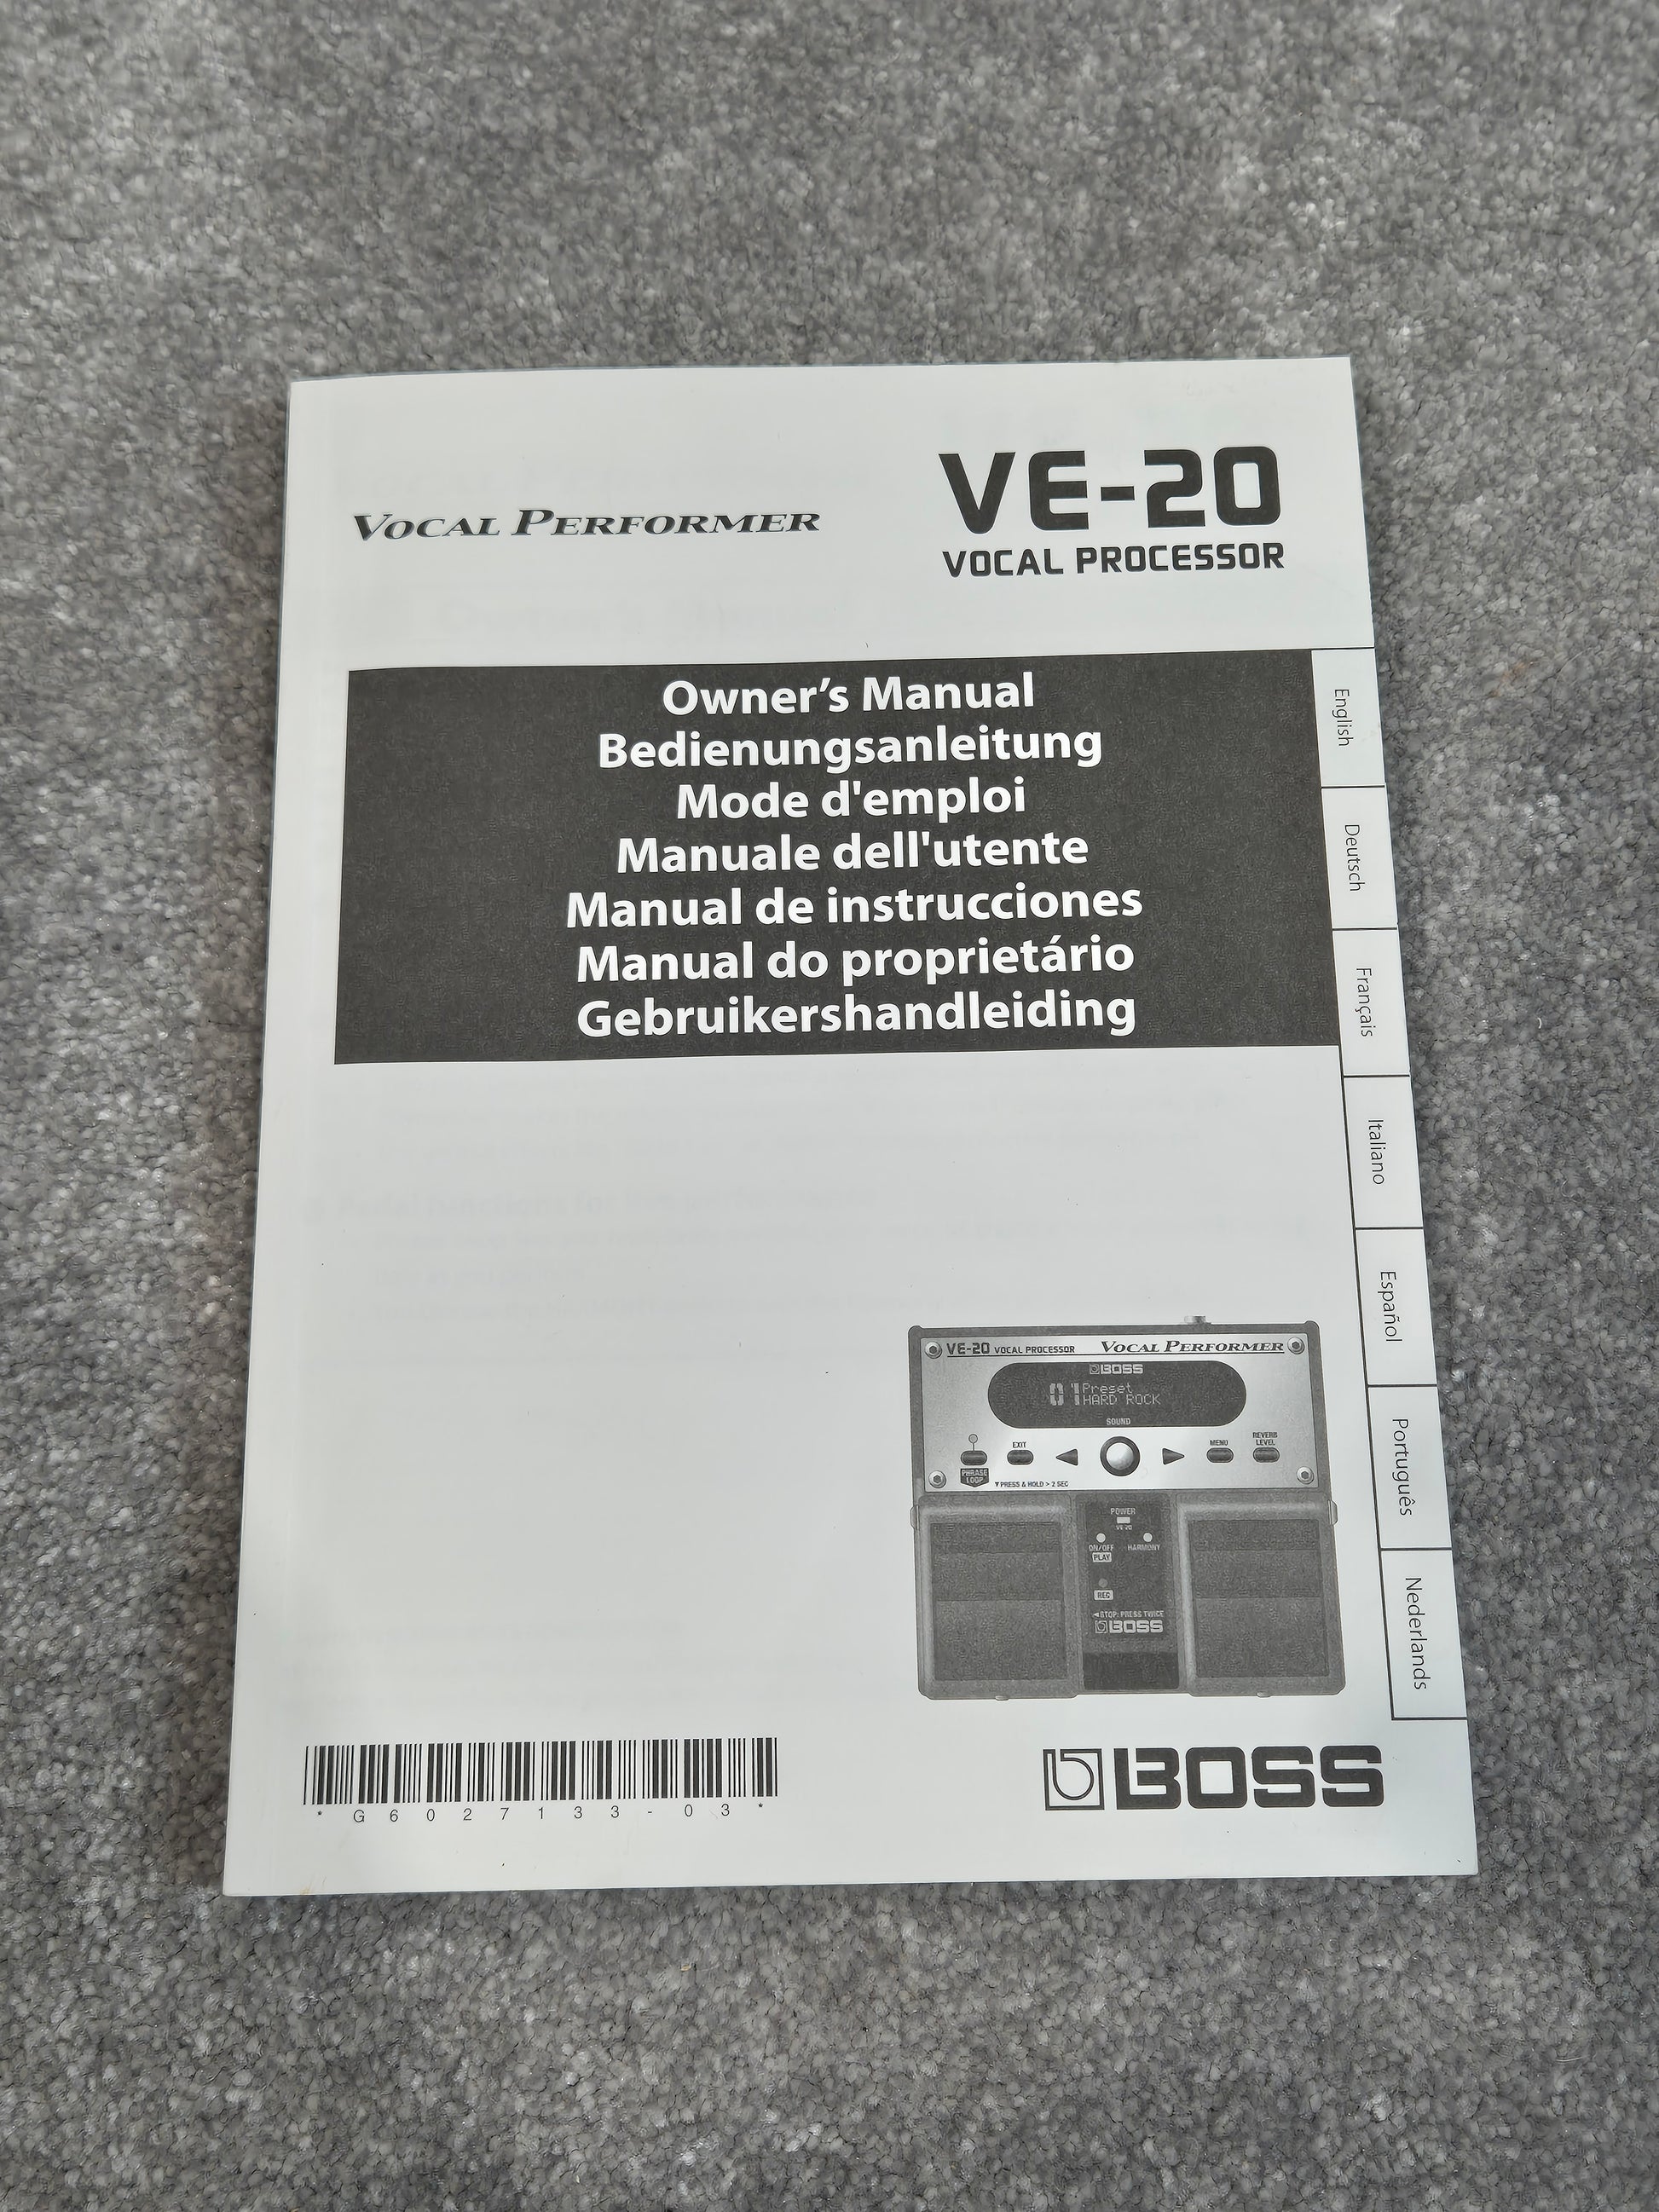 VOCAL PERFORMER
VE-20
VOCAL PROCESSOR
Owner’s Manual
Bedienungsanleitung
Mode d'emploi
Manuale dell'utente
Manual de instrucciones
Manual do proprietário
Gebruikershandleiding
English
Deutsch
Français
Italiano
Español
Português
Nederlands
VE-20 VOCAL PROCESSOR VOCAL PERFORMER
BOSS
01 Preset
HARD ROCK
SOUND
EXIT
MENU
REVERB
LEVEL
PHRASE
LOOP
▼PRESS & HOLD > 2 SEC
POWER
VE-20
ON/OFF HARMONY
PLAY
REC
◄STOP: PRESS TWICE
BOSS
* G 6 0 2 7 1 3 3 - 0 3 *
BOSS